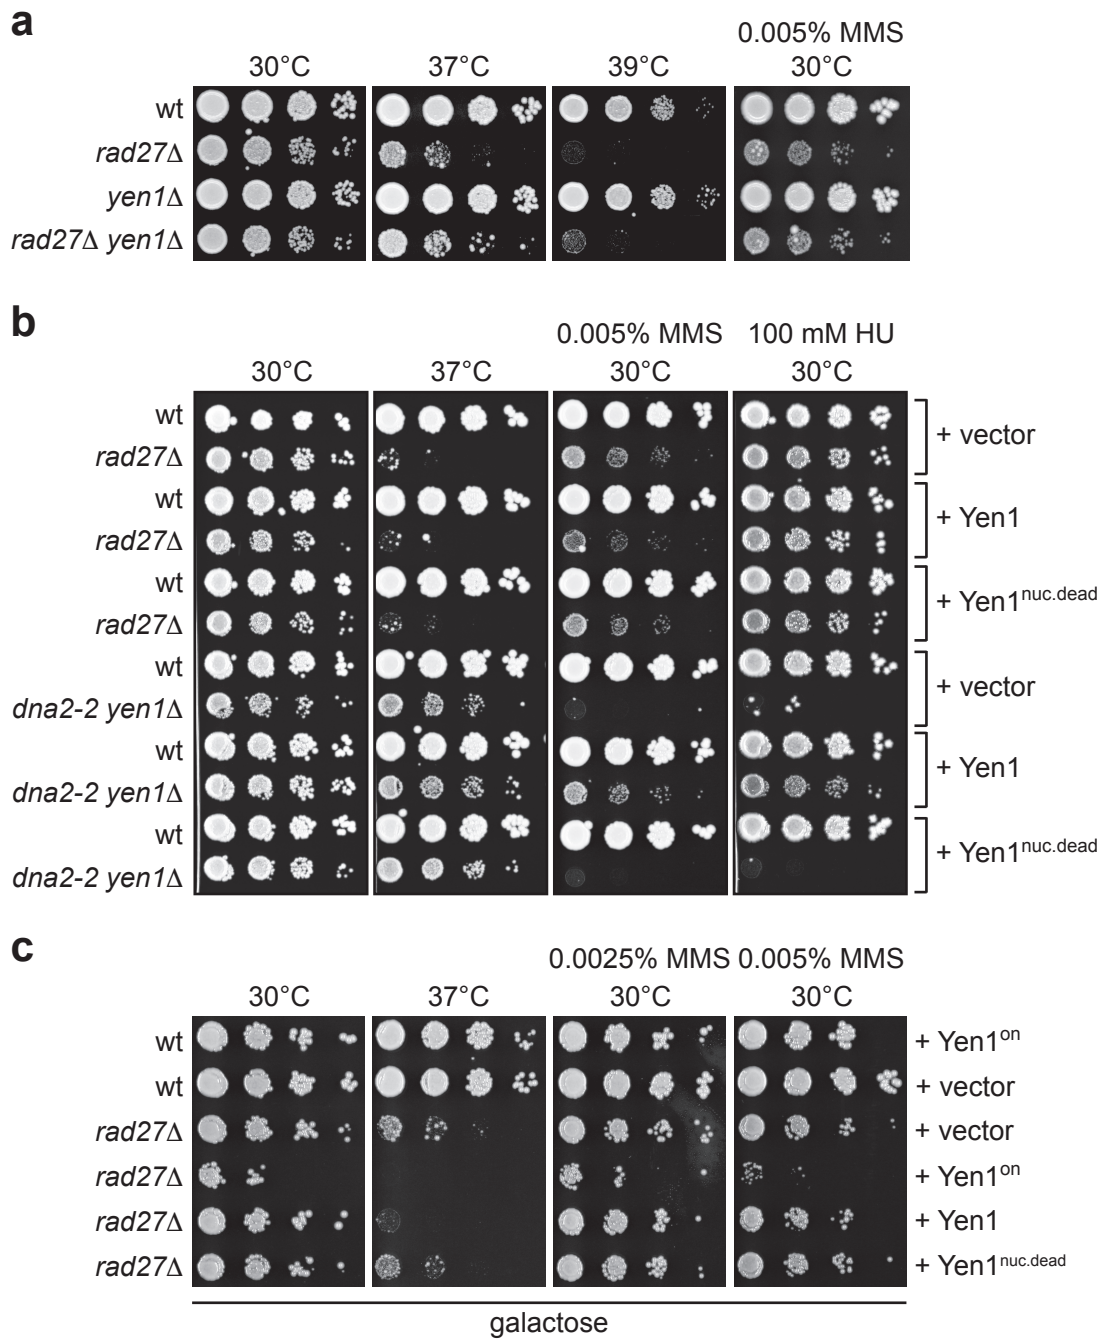 a
0.005% MMS
30°C 37°C 39°C 30°C
wt
rad27Δ
yen1Δ
rad27Δ yen1Δ
b
0.005% MMS 100 mM HU
30°C 37°C 30°C 30°C
wt
rad27Δ
+ vector
wt
rad27Δ
+ Yen1
wt
rad27Δ
+ Yen1nuc.dead
wt
dna2-2 yen1Δ
+ vector
wt
dna2-2 yen1Δ
+ Yen1
wt
dna2-2 yen1Δ
+ Yen1nuc.dead
c
0.0025% MMS 0.005% MMS
30°C 37°C 30°C 30°C
wt + Yen1on
wt + vector
rad27Δ + vector
rad27Δ + Yen1on
rad27Δ + Yen1
rad27Δ + Yen1nuc.dead
galactose